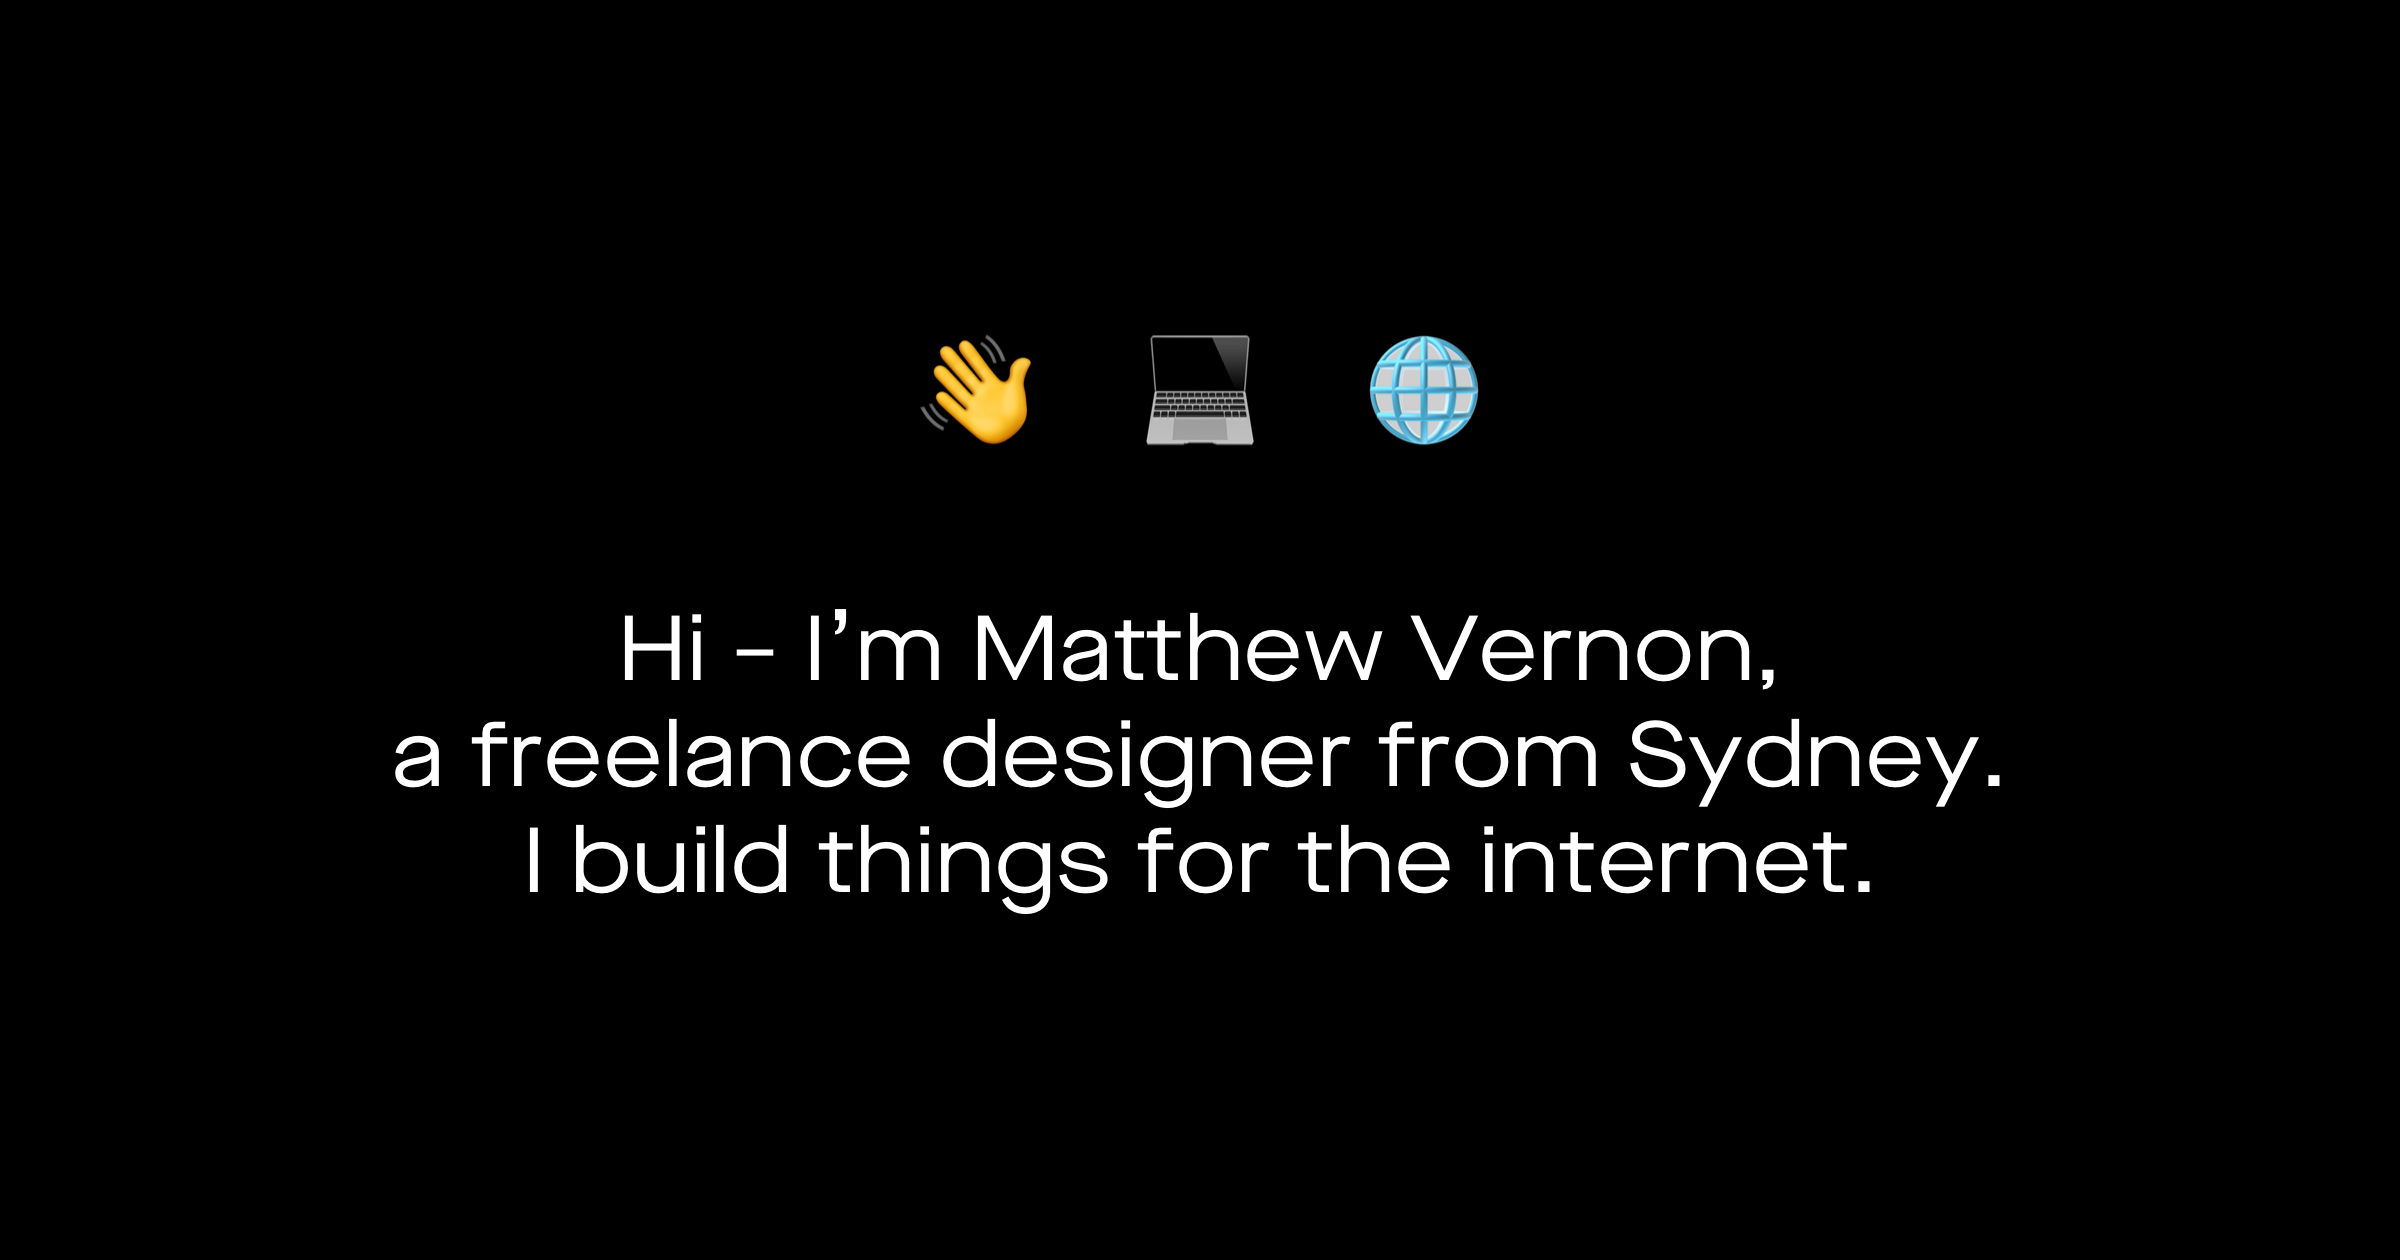 Hi – I’m Matthew Vernon,
a freelance designer from Sydney.
I build things for the internet.